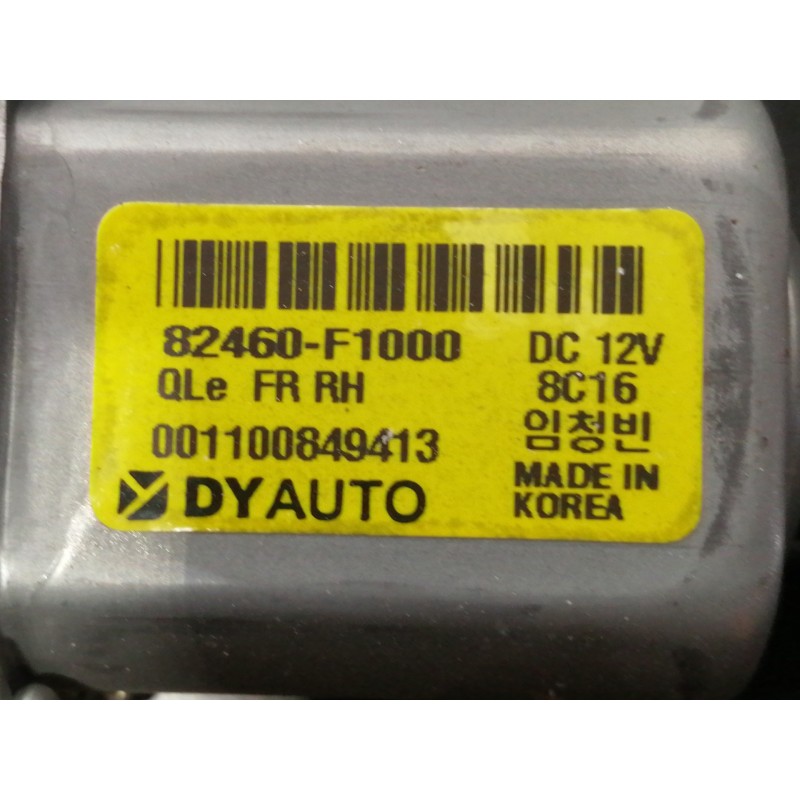 82460-F1000 DC 12V
QLe FR RH 8C16
001100849413 임청빈
DYAUTO MADE IN
KOREA